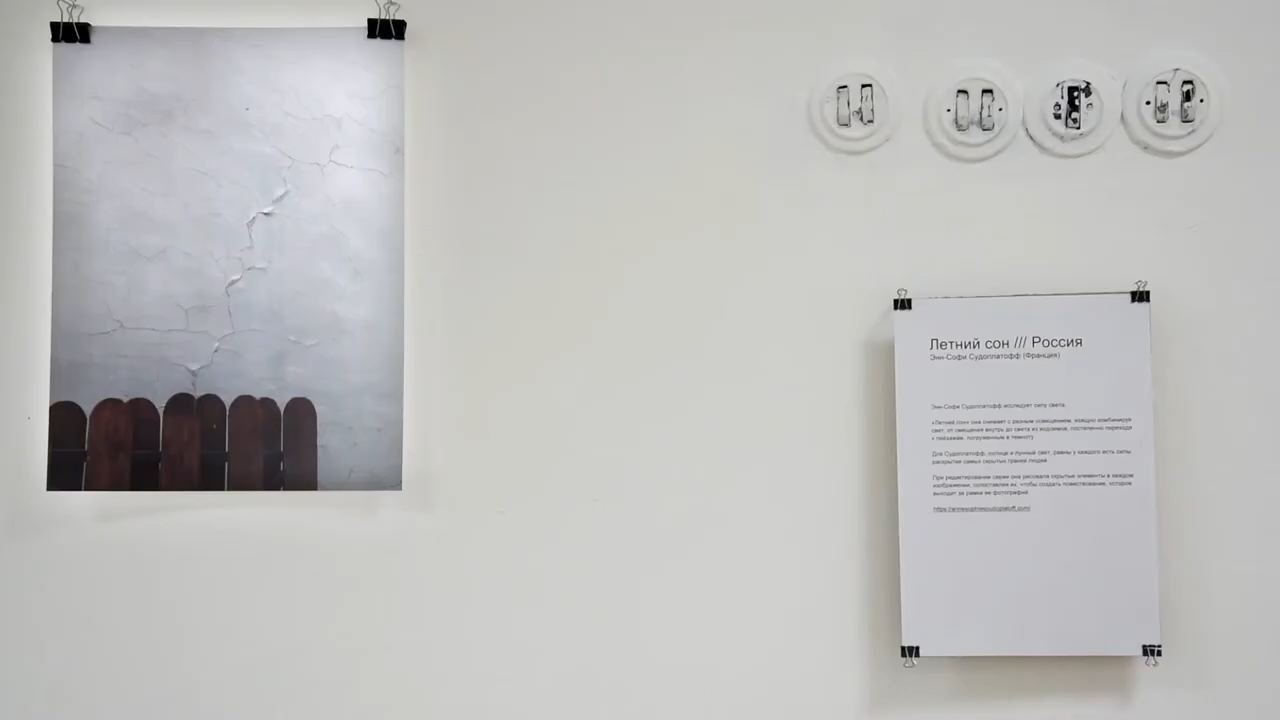 Летний сон /// Россия
Энн-Софи Судоплатофф (Франция)
Энн-Софи Судоплатофф исследует силу света.
«Летний сон» она снимает с разным освещением, изящно комбинируя
свет, от смещения внутрь до света из водоемов, постепенно переходя
к пейзажам, погруженным в темноту.
Для Судоплатофф, солнце и лунный свет, равны у каждого есть силы
раскрытия самых скрытых граней людей.
При редактировании серии она рисовала скрытые элементы в каждом
изображении, сопоставляя их, чтобы создать повествование, которое
выходит за рамки ее фотографий.